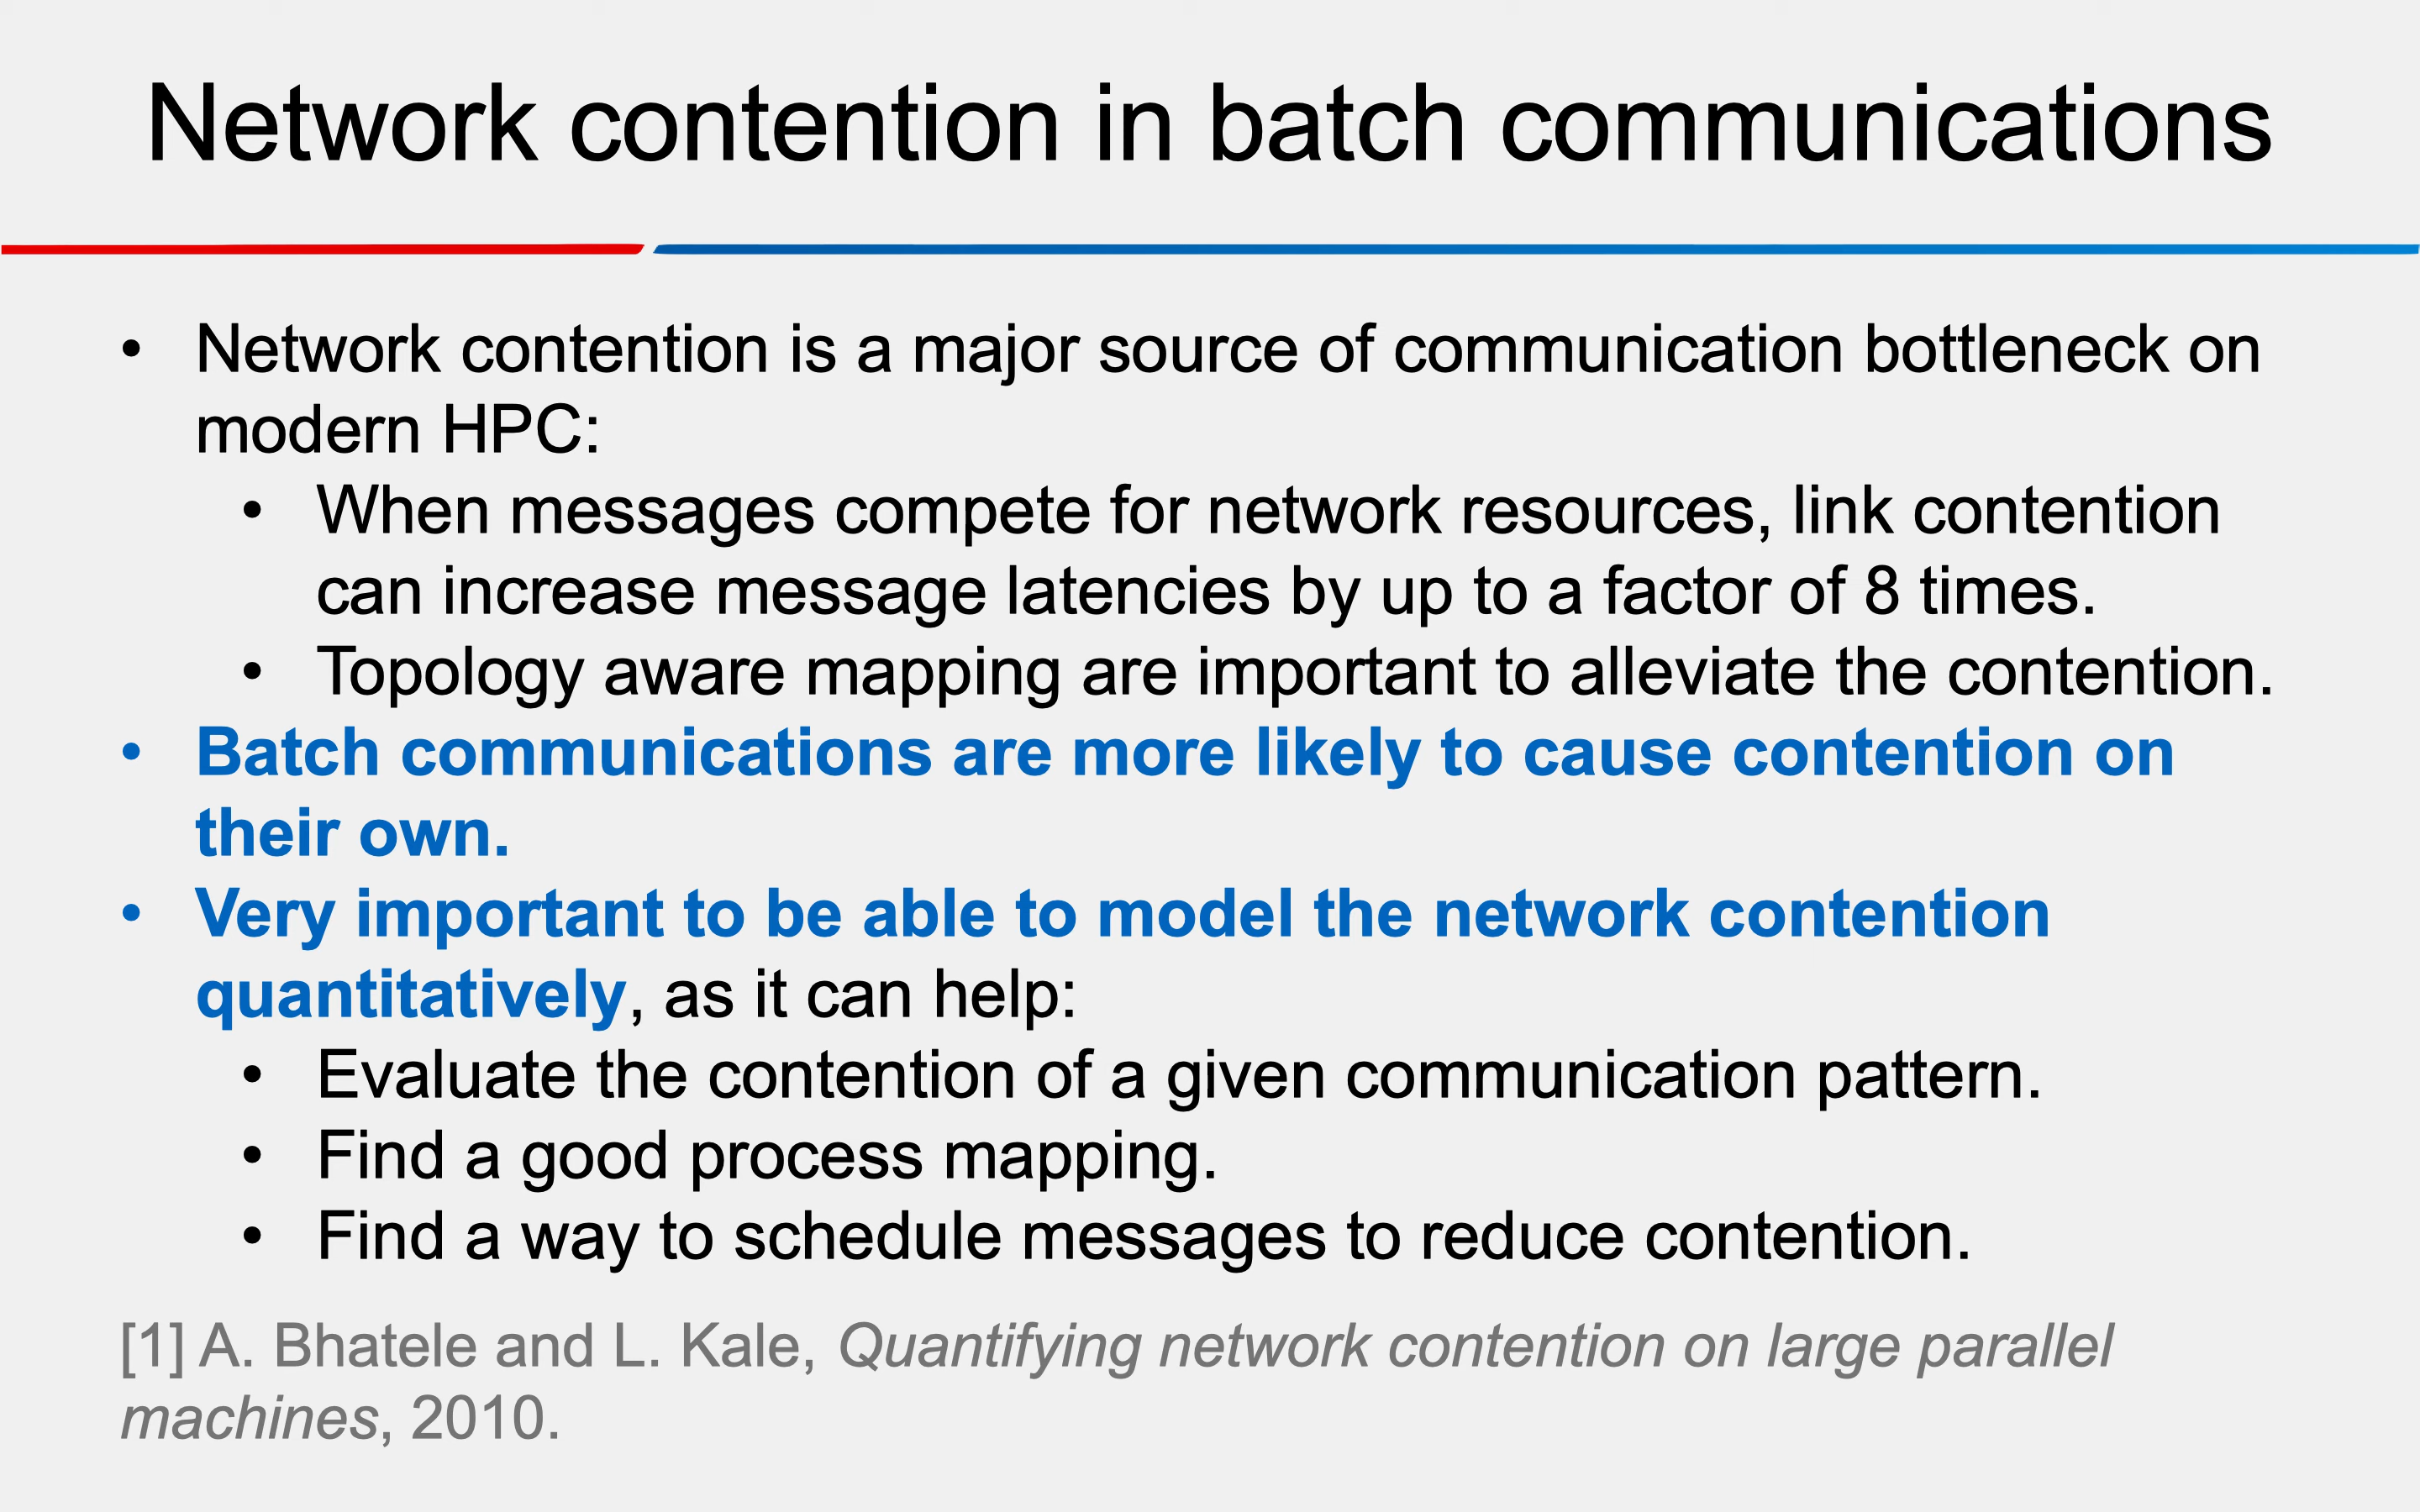 Network contention in batch communications
• Network contention is a major source of communication bottleneck on
modern HPC:
• When messages compete for network resources, link contention
can increase message latencies by up to a factor of 8 times.
• Topology aware mapping are important to alleviate the contention.
• Batch communications are more likely to cause contention on
their own.
• Very important to be able to model the network contention
quantitatively, as it can help:
• Evaluate the contention of a given communication pattern.
• Find a good process mapping.
• Find a way to schedule messages to reduce contention.
[1] A. Bhatele and L. Kale, Quantifying network contention on large parallel
machines, 2010.